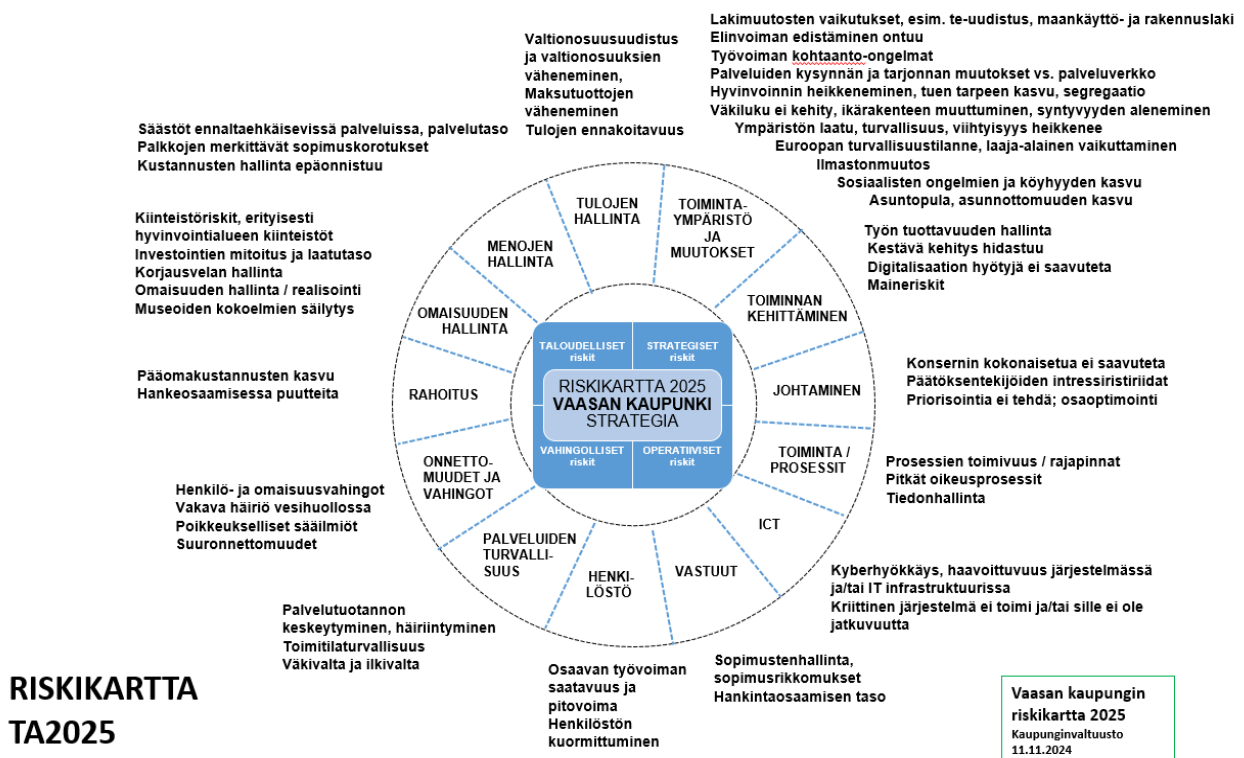 Lakimuutosten vaikutukset, esim. te-uudistus, maankäyttö- ja rakennuslaki
Elinvoiman edistäminen ontuu
Työvoiman kohtaanto-ongelmat
Palveluiden kysynnän ja tarjonnan muutokset vs. palveluverkko
Hyvinvoinnin heikkeneminen, tuen tarpeen kasvu, segregaatio
Väkiluku ei kehity, ikärakenteen muuttuminen, syntyvyyden aleneminen
Ympäristön laatu, turvallisuus, viihtyisyys heikkenee
Euroopan turvallisuustilanne, laaja-alainen vaikuttaminen
Ilmastonmuutos
Sosiaalisten ongelmien ja köyhyyden kasvu
Asuntopula, asunnottomuuden kasvu
Valtionosuusuudistus
ja valtionosuuksien
väheneminen,
Maksutuottojen
väheneminen
Tulojen ennakoitavuus
Säästöt ennaltaehkäisevissä palveluissa, palvelutaso
Palkkojen merkittävät sopimuskorotukset
Kustannusten hallinta epäonnistuu
Kiinteistöriskit, erityisesti
hyvinvointialueen kiinteistöt
Investointien mitoitus ja laatutaso
Korjausvelan hallinta
Omaisuuden hallinta / realisointi
Museoiden kokoelmien säilytys
Pääomakustannusten kasvu
Hankeosaamisessa puutteita
Henkilö- ja omaisuusvahingot
Vakava häiriö vesihuollossa
Poikkeukselliset sääilmiöt
Suuronnettomuudet
Palvelutuotannon
keskeytyminen, häiriintyminen
Toimitilaturvallisuus
Väkivalta ja ilkivalta
Osaavan työvoiman
saatavuus ja
pitovoima
Henkilöstön
kuormittuminen
Sopimustenhallinta,
sopimusrikkomukset
Hankintaosaamisen taso
Kyberhyökkäys, haavoittuvuus järjestelmässä
ja/tai IT infrastruktuurissa
Kriittinen järjestelmä ei toimi ja/tai sille ei ole
jatkuvuutta
Prosessien toimivuus / rajapinnat
Pitkät oikeusprosessit
Tiedonhallinta
Konsernin kokonaisetua ei saavuteta
Päätöksentekijöiden intressiristiriidat
Priorisointia ei tehdä; osaoptimointi
Työn tuottavuuden hallinta
Kestävä kehitys hidastuu
Digitalisaation hyötyjä ei saavuteta
Maineriskit
TULOJEN
HALLINTA
TOIMINTA-
YMPÄRISTÖ
JA
MUUTOKSET
TOIMINNAN
KEHITTÄMINEN
JOHTAMINEN
TOIMINTA /
PROSESSIT
ICT
VASTUUT
HENKI-
LÖSTÖ
PALVELUIDEN
TURVALLI-
SUUS
ONNETTO-
MUUDET JA
VAHINGOT
RAHOITUS
OMAISUUDEN
HALLINTA
MENOJEN
HALLINTA
TALOUDELLISET
riskit
STRATEGISET
riskit
RISKIKARTTA 2025
VAASAN KAUPUNKI
STRATEGIA
VAHINGOLLISET
riskit
OPERATIIVISET
riskit
RISKIKARTTA
TA2025
Vaasan kaupungin
riskikartta 2025
Kaupunginvaltuusto
11.11.2024